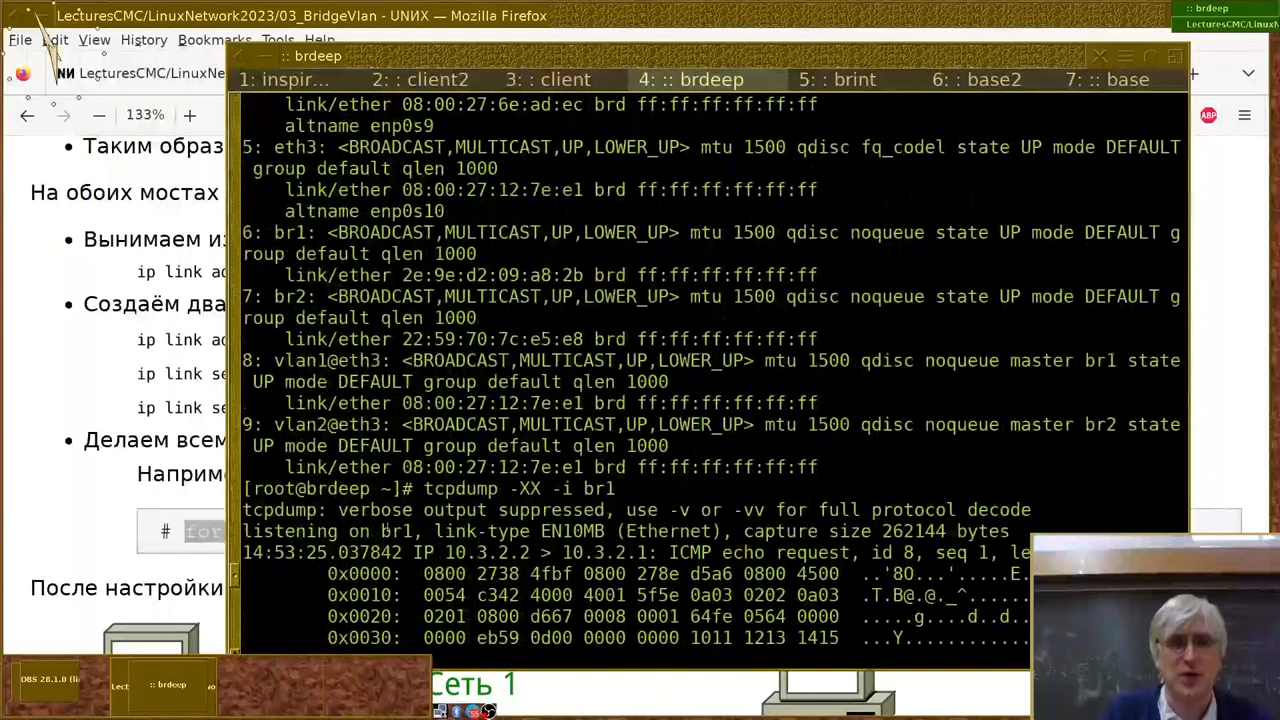 LecturesCMC/LinuxNetwork2023/03_BridgeVlan - UNИX — Mozilla Firefox
:: brdeep
LecturesCMC/LinuxN
File Edit View History Bookmarks Tools
:: brdeep
ИN LecturesCMC/LinuxNe
1: inspir... 2: : client2 3: : client 4: : brdeep 5: : brint 6: : base2 7: : base
133%
ABP
link/ether 08:00:27:6e:ad:ec brd ff:ff:ff:ff:ff:ff
altname enp0s9
5: eth3: <BROADCAST,MULTICAST,UP,LOWER_UP> mtu 1500 qdisc fq_codel state UP mode DEFAULT
group default qlen 1000
link/ether 08:00:27:12:7e:e1 brd ff:ff:ff:ff:ff:ff
altname enp0s10
6: br1: <BROADCAST,MULTICAST,UP,LOWER_UP> mtu 1500 qdisc noqueue state UP mode DEFAULT g
roup default qlen 1000
link/ether 2e:9e:d2:09:a8:2b brd ff:ff:ff:ff:ff:ff
7: br2: <BROADCAST,MULTICAST,UP,LOWER_UP> mtu 1500 qdisc noqueue state UP mode DEFAULT g
roup default qlen 1000
link/ether 22:59:70:7c:e5:e8 brd ff:ff:ff:ff:ff:ff
8: vlan1@eth3: <BROADCAST,MULTICAST,UP,LOWER_UP> mtu 1500 qdisc noqueue master br1 state
UP mode DEFAULT group default qlen 1000
link/ether 08:00:27:12:7e:e1 brd ff:ff:ff:ff:ff:ff
9: vlan2@eth3: <BROADCAST,MULTICAST,UP,LOWER_UP> mtu 1500 qdisc noqueue master br2 state
UP mode DEFAULT group default qlen 1000
link/ether 08:00:27:12:7e:e1 brd ff:ff:ff:ff:ff:ff
[root@brdeep ~]# tcpdump -XX -i br1
tcpdump: verbose output suppressed, use -v or -vv for full protocol decode
listening on br1, link-type EN10MB (Ethernet), capture size 262144 bytes
14:53:25.037842 IP 10.3.2.2 > 10.3.2.1: ICMP echo request, id 8, seq 1, le
0x0000: 0800 2738 4fbf 0800 278e d5a6 0800 4500 ..'8O...'.....E.
0x0010: 0054 c342 4000 4001 5f5e 0a03 0202 0a03 .T.B@.@._^......
0x0020: 0201 0800 d667 0008 0001 64fe 0564 0000 .....g....d..d..
0x0030: 0000 eb59 0d00 0000 0000 1011 1213 1415 ...Y............
Таким образ
На обоих мостах
Вынимаем из
ip link ad
Создаём два
ip link ad
ip link se
ip link se
Делаем всем
Наприме
# for
После настройки
DBS 28.1.0 (li
Lect
:: brdeep
Сеть 1